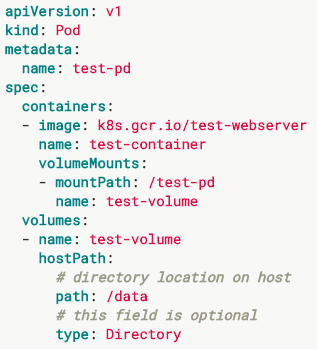 apiVersion: v1
kind: Pod
metadata:
  name: test-pd
spec:
  containers:
  - image: k8s.gcr.io/test-webserver
    name: test-container
    volumeMounts:
    - mountPath: /test-pd
      name: test-volume
  volumes:
  - name: test-volume
    hostPath:
      # directory location on host
      path: /data
      # this field is optional
      type: Directory